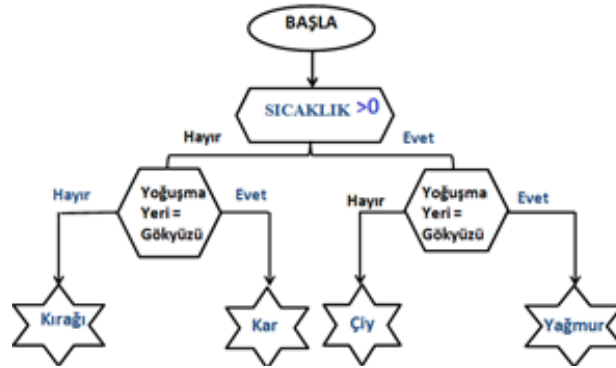 BAŞLA
SICAKLIK >0
Hayır
Evet
Hayır
Yoğuşma
Yeri =
Gökyüzü
Evet
Hayır
Yoğuşma
Yeri =
Gökyüzü
Evet
Kırağı
Kar
Çiy
Yağmur